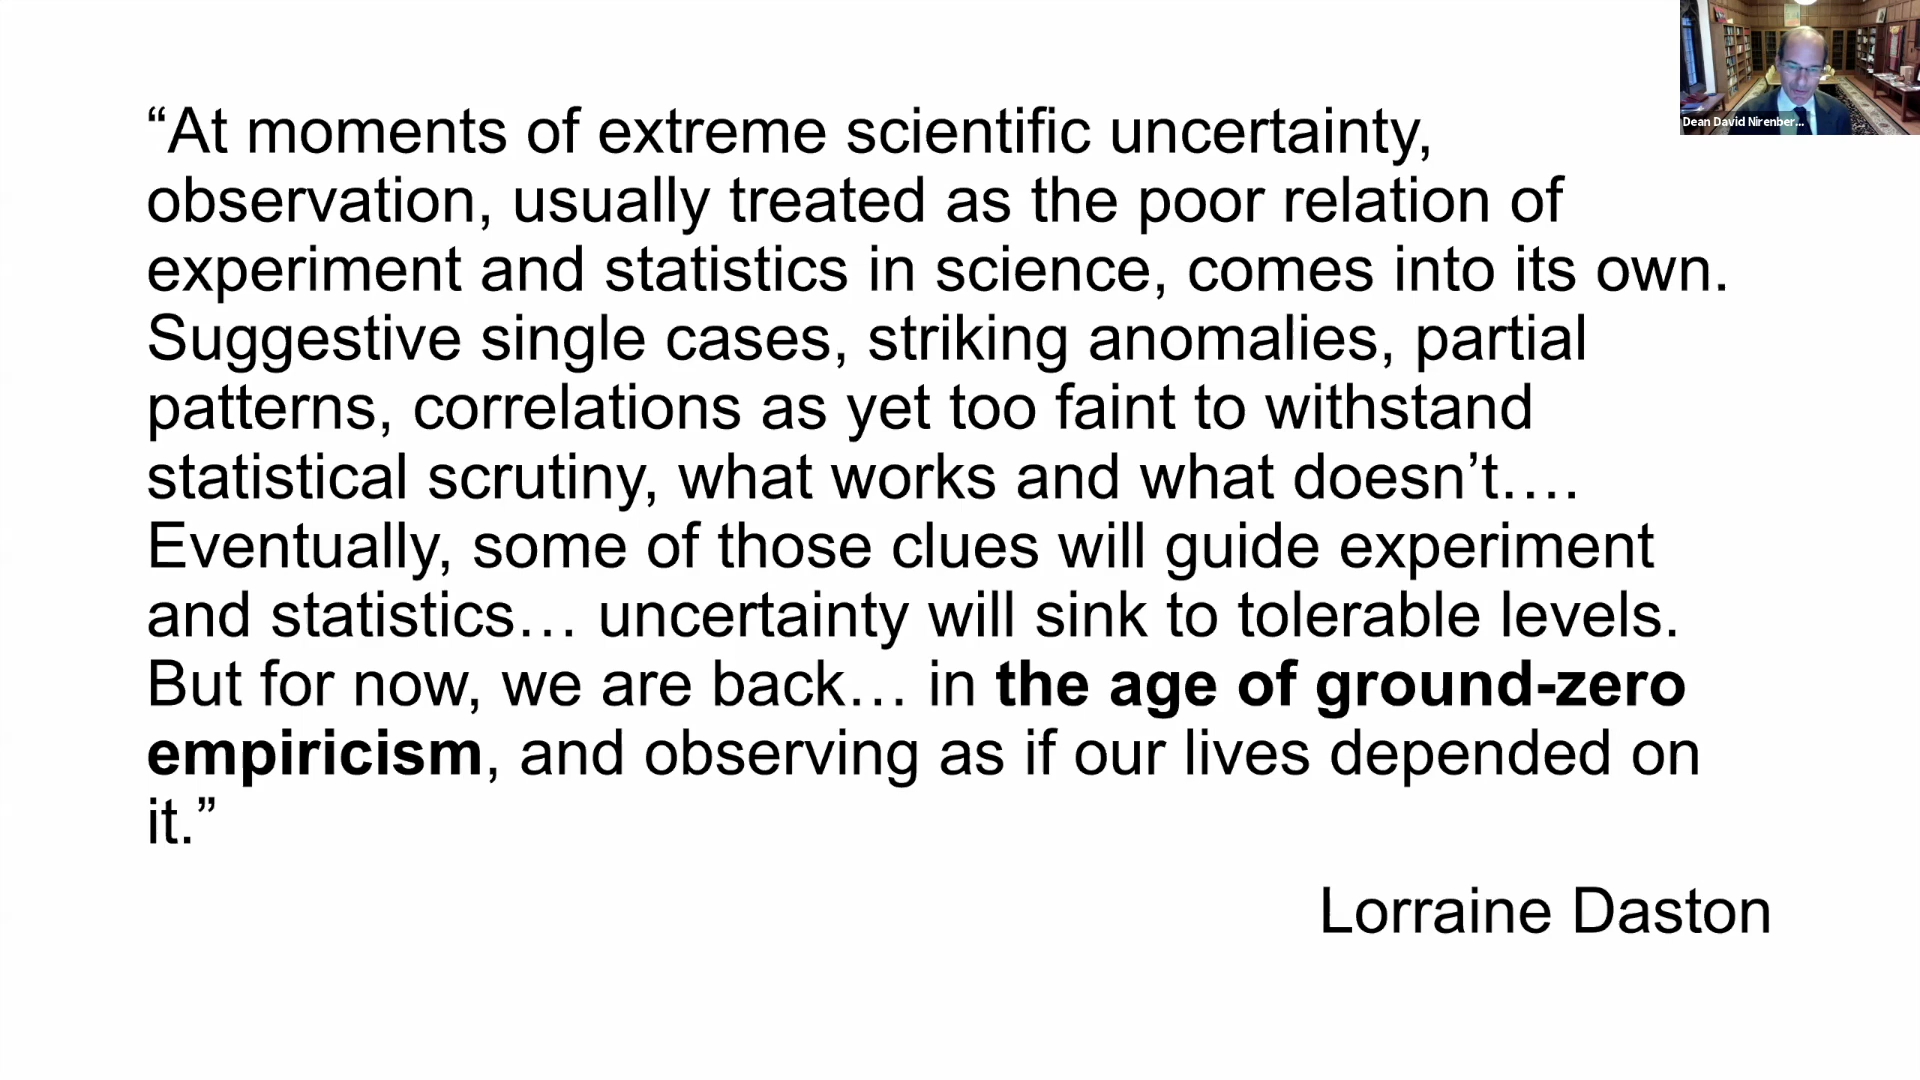 “At moments of extreme scientific uncertainty,
observation, usually treated as the poor relation of
experiment and statistics in science, comes into its own.
Suggestive single cases, striking anomalies, partial
patterns, correlations as yet too faint to withstand
statistical scrutiny, what works and what doesn’t….
Eventually, some of those clues will guide experiment
and statistics… uncertainty will sink to tolerable levels.
But for now, we are back… in the age of ground-zero
empiricism, and observing as if our lives depended on
it.”
Lorraine Daston
Dean David Nirenber...